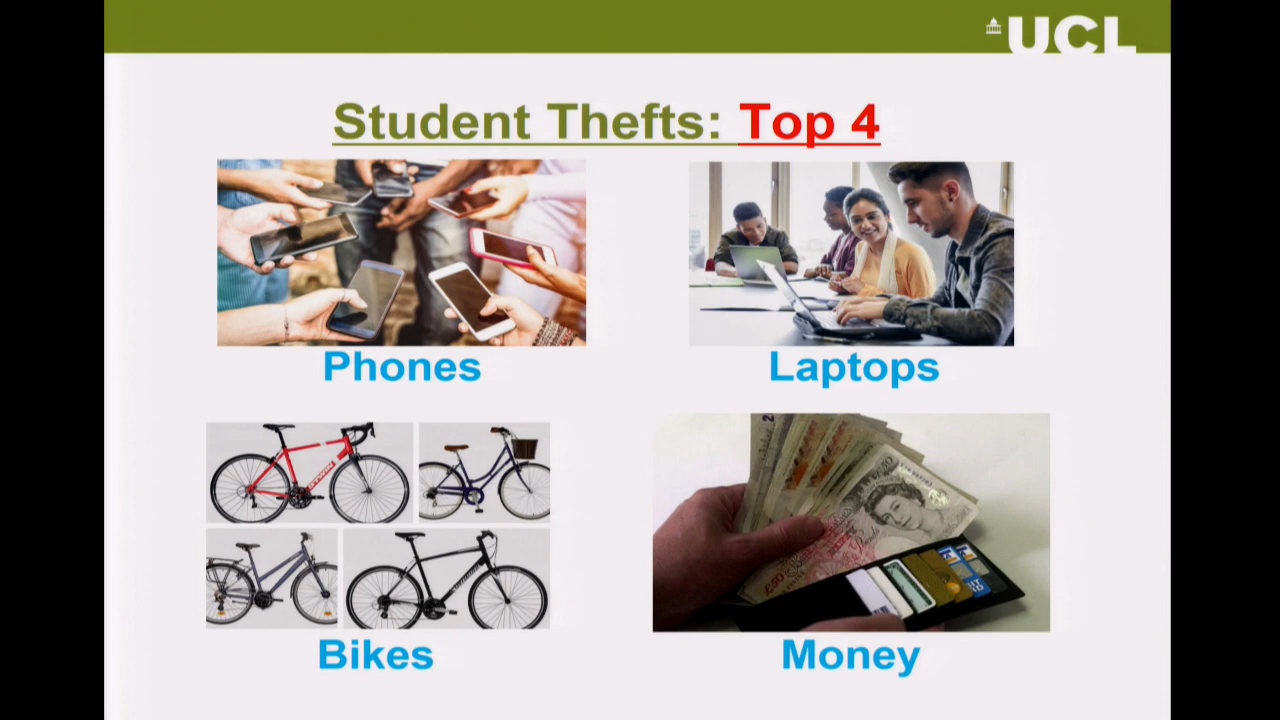 UCL
Student Thefts: Top 4
Phones
Laptops
Bikes
Money